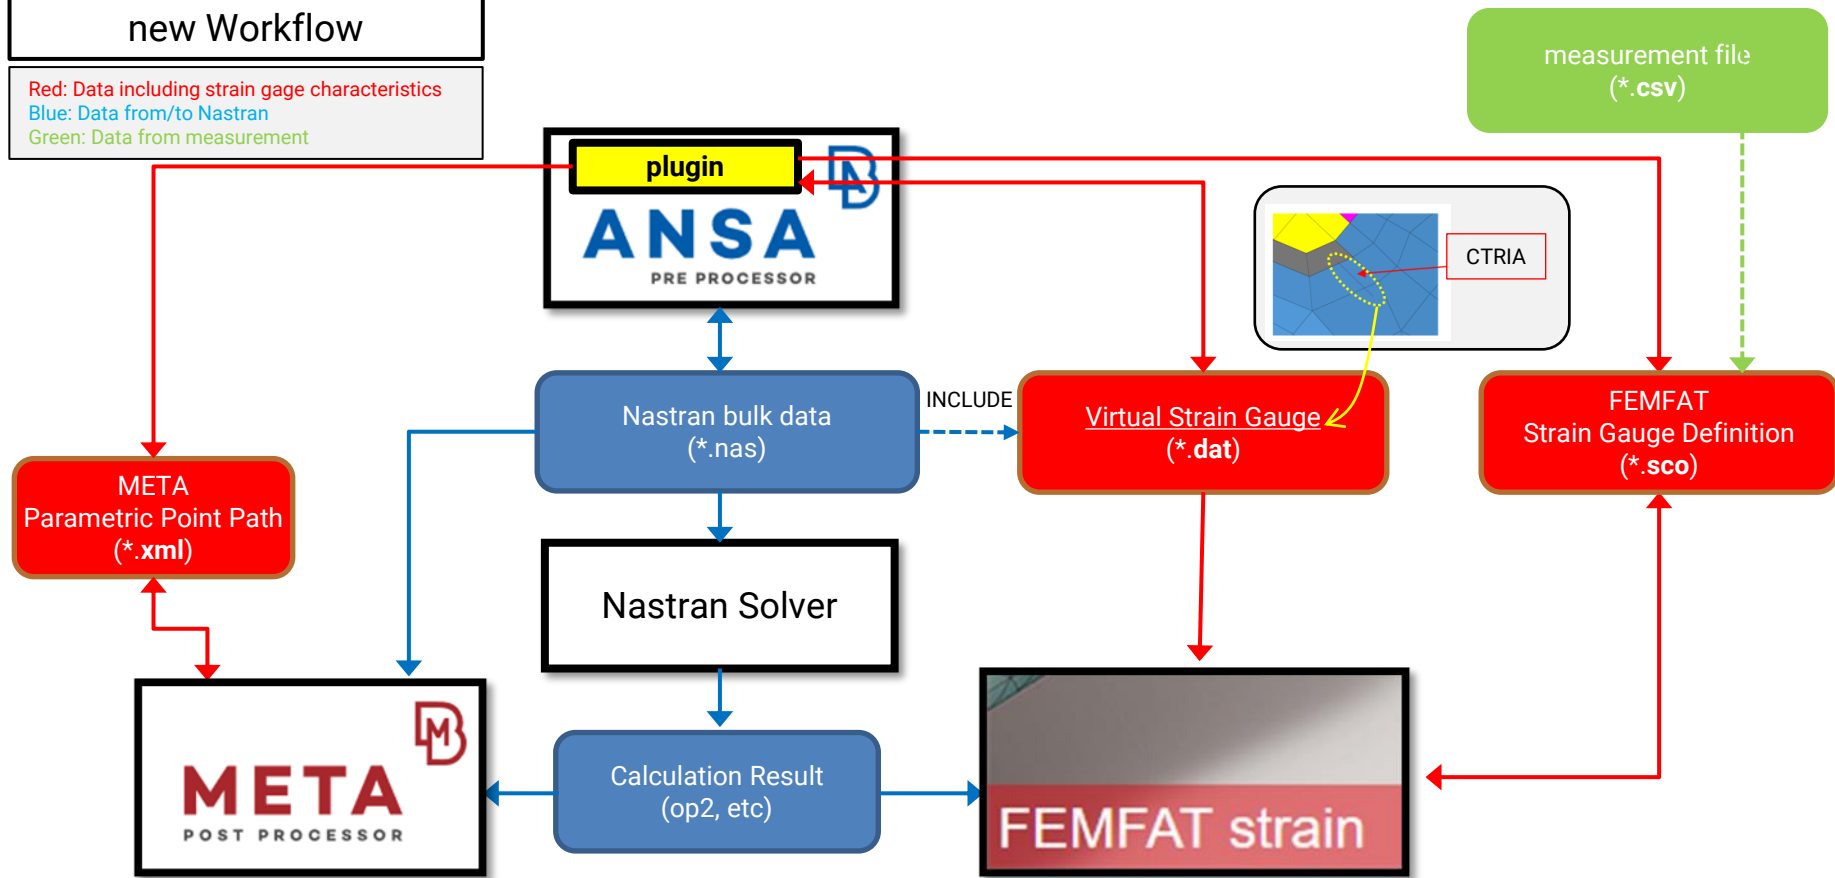 new Workflow
Red: Data including strain gage characteristics
Blue: Data from/to Nastran
Green: Data from measurement
measurement file
(*.csv)
plugin
ANSA
PRE PROCESSOR
CTRIA
Nastran bulk data
(*.nas)
INCLUDE
Virtual Strain Gauge
(*.dat)
FEMFAT
Strain Gauge Definition
(*.sco)
META
Parametric Point Path
(*.xml)
Nastran Solver
META
POST PROCESSOR
Calculation Result
(op2, etc)
FEMFAT strain